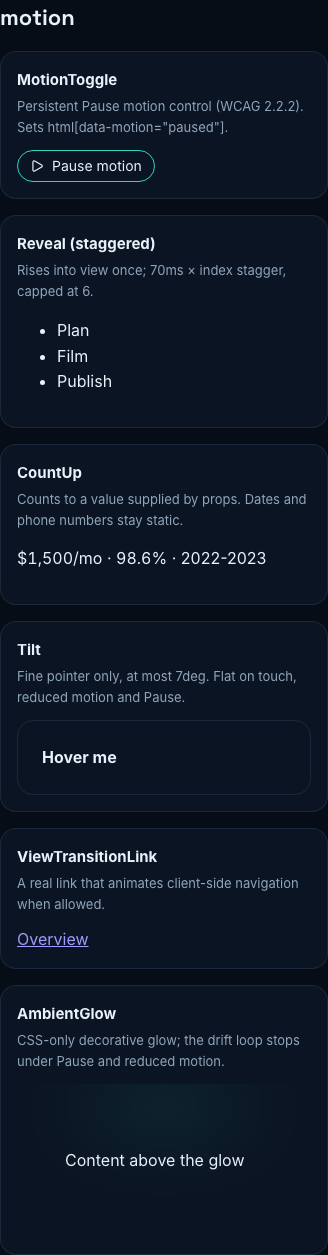 motion
MotionToggle
Persistent Pause motion control (WCAG 2.2.2).
Sets html[data-motion="paused"].
Pause motion
Reveal (staggered)
Rises into view once; 70ms × index stagger,
capped at 6.
• Plan
• Film
• Publish
CountUp
Counts to a value supplied by props. Dates and
phone numbers stay static.
$1,500/mo · 98.6% · 2022-2023
Tilt
Fine pointer only, at most 7deg. Flat on touch,
reduced motion and Pause.
Hover me
ViewTransitionLink
A real link that animates client-side navigation
when allowed.
Overview
AmbientGlow
CSS-only decorative glow; the drift loop stops
under Pause and reduced motion.
Content above the glow